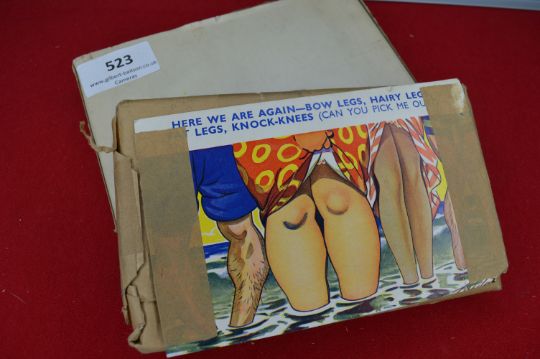 523
www.gilbert-baitson.co.uk
Cameras
HERE WE ARE AGAIN—BOW LEGS, HAIRY LEG
T LEGS, KNOCK-KNEES (CAN YOU PICK ME OU